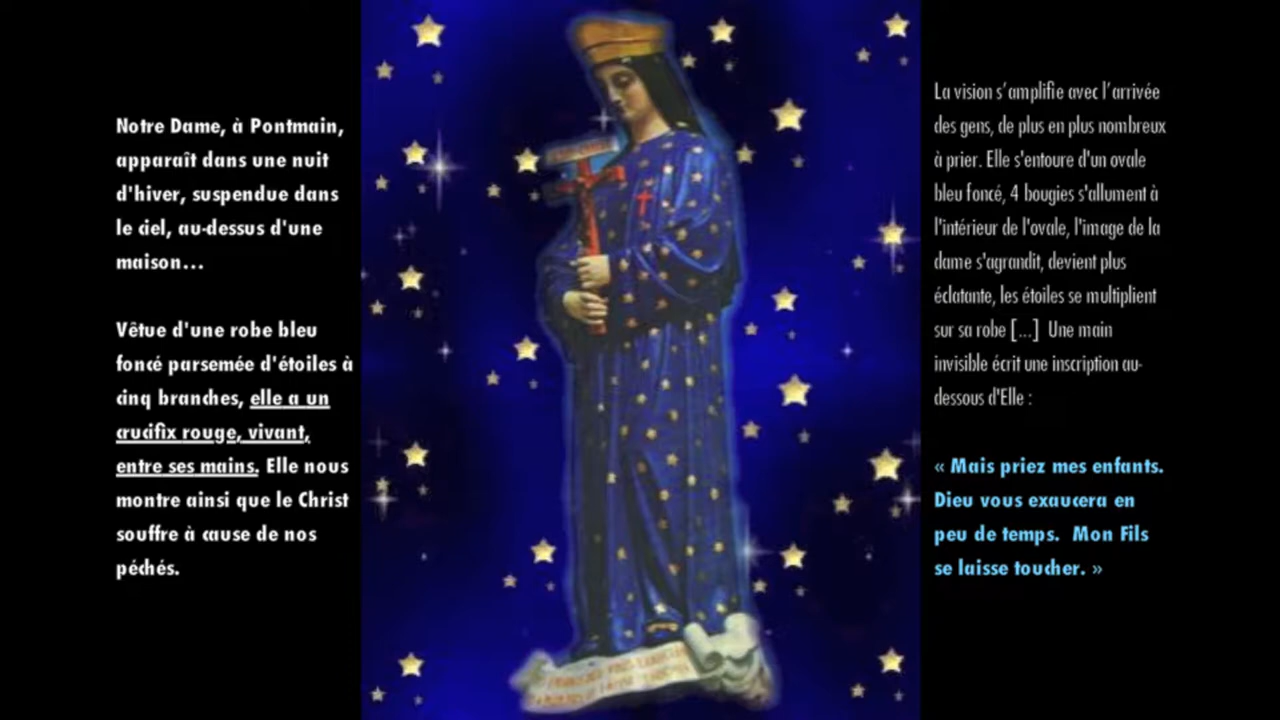 Notre Dame, à Pontmain,
apparaît dans une nuit
d'hiver, suspendue dans
le ciel, au-dessus d'une
maison…
Vêtue d'une robe bleu
foncé parsemée d'étoiles à
cinq branches, elle a un
crucifix rouge, vivant,
entre ses mains. Elle nous
montre ainsi que le Christ
souffre à cause de nos
péchés.
La vision s'amplifie avec l'arrivée
des gens, de plus en plus nombreux
à prier. Elle s'entoure d'un ovale
bleu foncé, 4 bougies s'allument à
l'intérieur de l'ovale, l'image de la
dame s'agrandit, devient plus
éclatante, les étoiles se multiplient
sur sa robe [...] Une main
invisible écrit une inscription au-
dessous d'Elle :
« Mais priez mes enfants.
Dieu vous exaucera en
peu de temps. Mon Fils
se laisse toucher. »